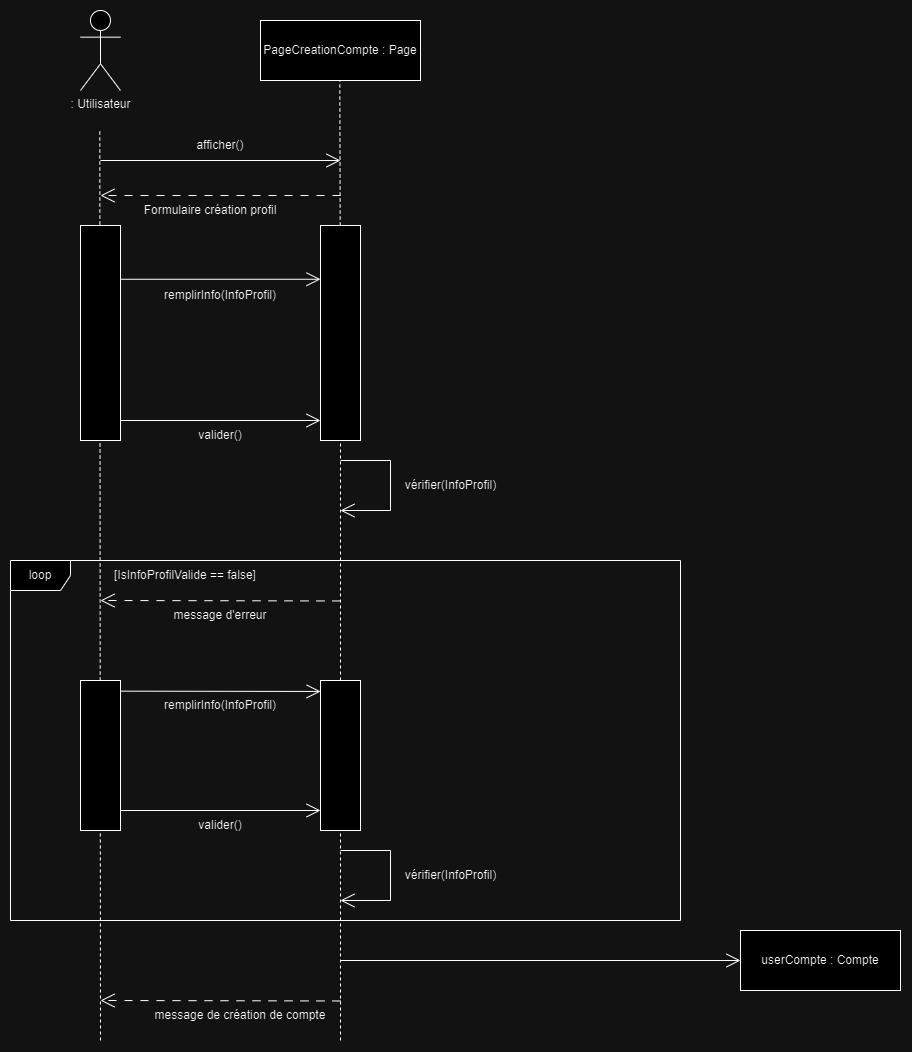 PageCreationCompte : Page
: Utilisateur
afficher()
Formulaire création profil
remplirInfo(InfoProfil)
valider()
vérifier(InfoProfil)
loop
[IsInfoProfilValide == false]
message d'erreur
remplirInfo(InfoProfil)
valider()
vérifier(InfoProfil)
userCompte : Compte
message de création de compte